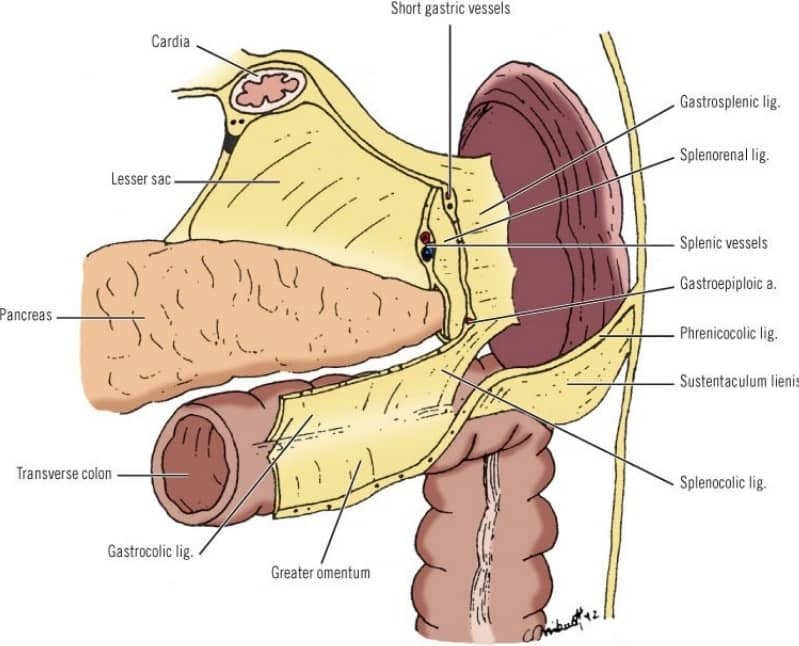 Short gastric vessels
Cardia
Gastrosplenic lig.
Splenorenal lig.
Lesser sac
Splenic vessels
Gastroepiploic a.
Pancreas
Phrenicocolic lig.
Sustentaculum lienis
Transverse colon
Splenocolic lig.
Gastrocolic lig.
Greater omentum